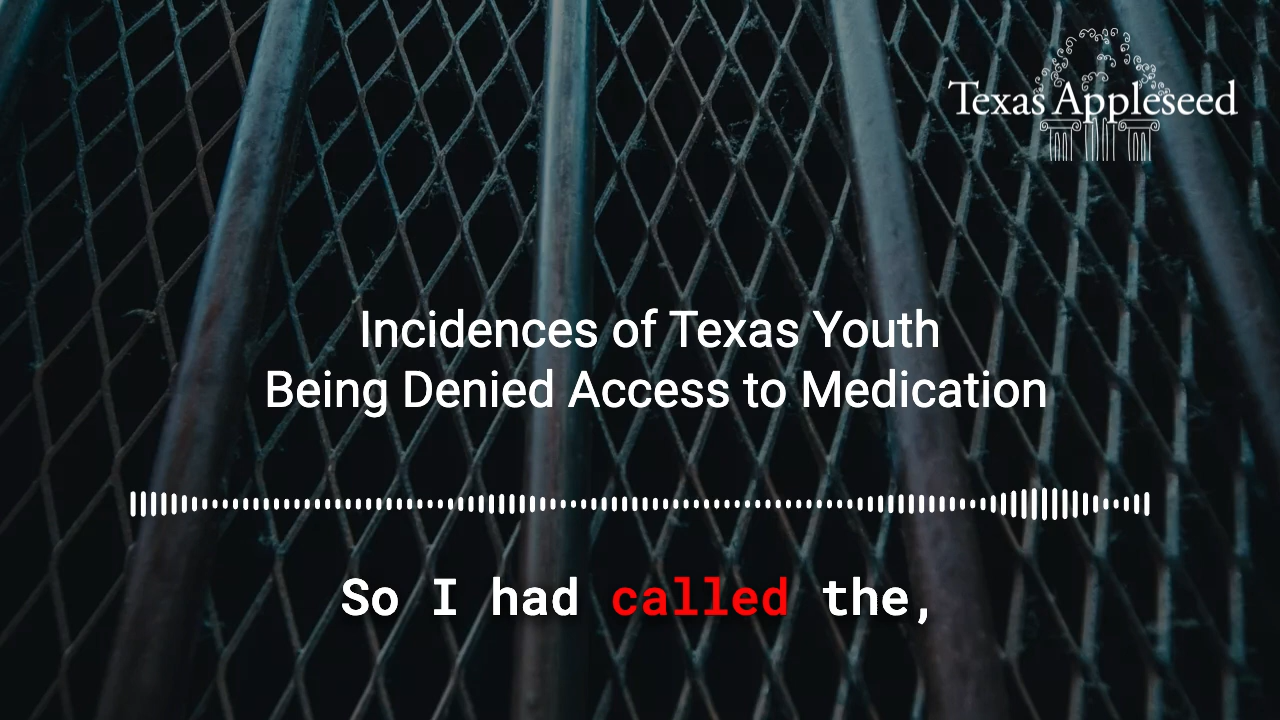 Texas Appleseed
Incidences of Texas Youth
Being Denied Access to Medication
So I had called the,